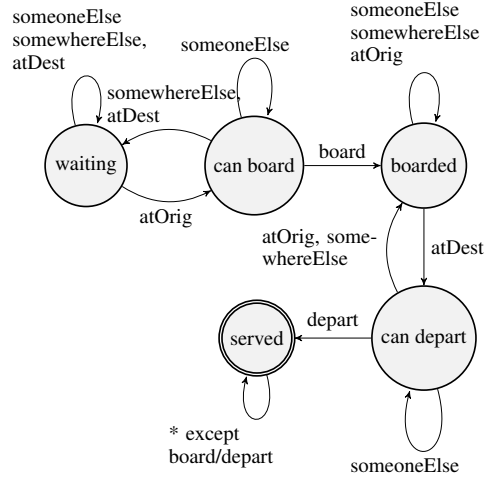 someoneElse
somewhereElse,
atDest
someoneElse
someoneElse
somewhereElse
atOrig
somewhereElse,
atDest
waiting
can board
board
boarded
atOrig
atOrig, some-
whereElse
atDest
served
depart
can depart
* except
board/depart
someoneElse